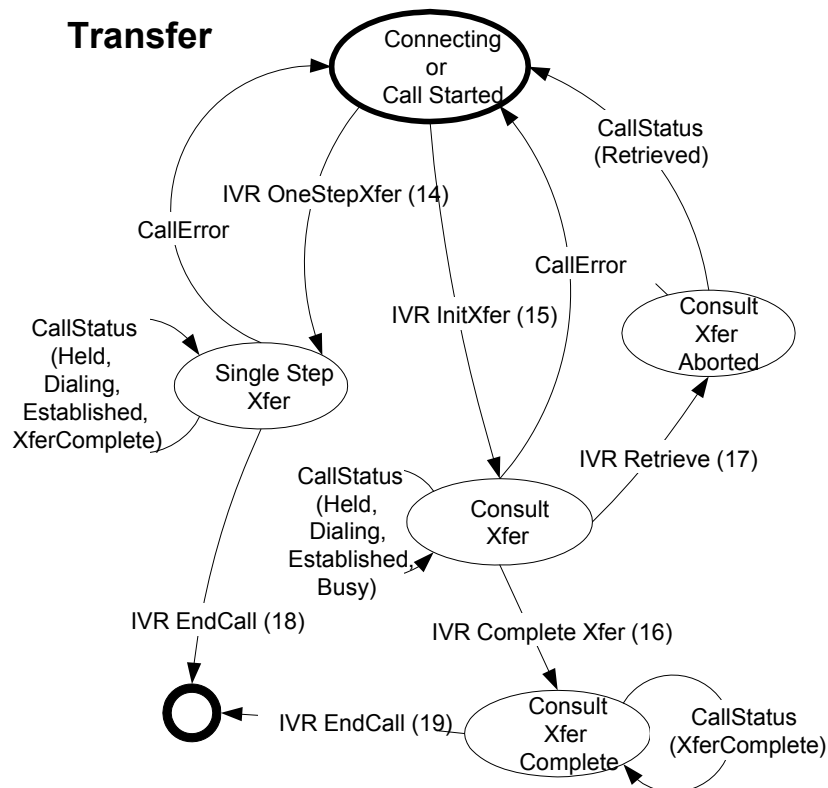 Transfer
Connecting
or
Call Started
CallStatus
(Retrieved)
IVR OneStepXfer (14)
CallError
CallError
IVR InitXfer (15)
Consult
Xfer
Aborted
CallStatus
(Held,
Dialing,
Established,
XferComplete)
Single Step
Xfer
IVR Retrieve (17)
CallStatus
(Held,
Dialing,
Established,
Busy)
Consult
Xfer
IVR EndCall (18)
IVR Complete Xfer (16)
IVR EndCall (19)
Consult
Xfer
Complete
CallStatus
(XferComplete)